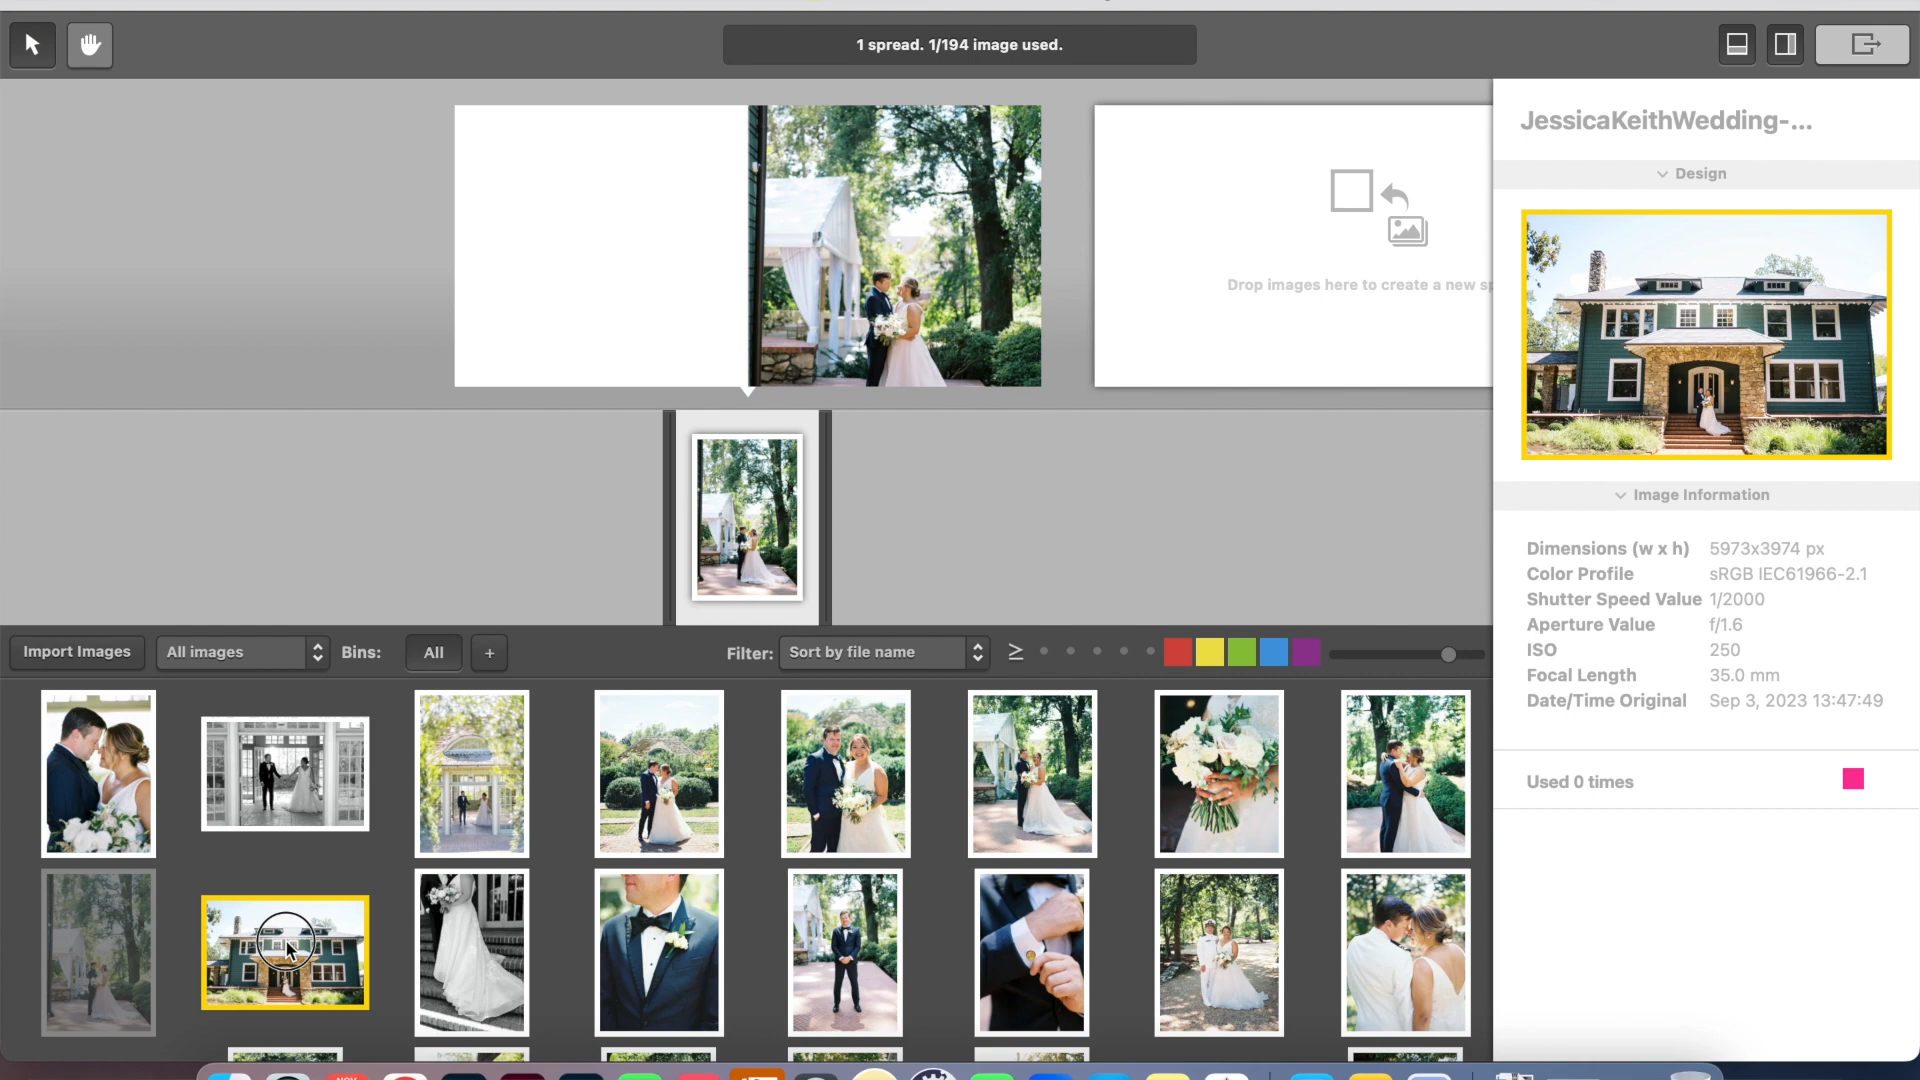 1 spread. 1/194 image used.
JessicaKeithWedding-...
Design
Drop images here to create a new sp
Image Information
Dimensions (w x h) 5973x3974 px
Color Profile sRGB IEC61966-2.1
Shutter Speed Value 1/2000
Aperture Value f/1.6
ISO 250
Focal Length 35.0 mm
Date/Time Original Sep 3, 2023 13:47:49
Import Images All images Bins: All + Filter: Sort by file name ≥
Used 0 times
NOV